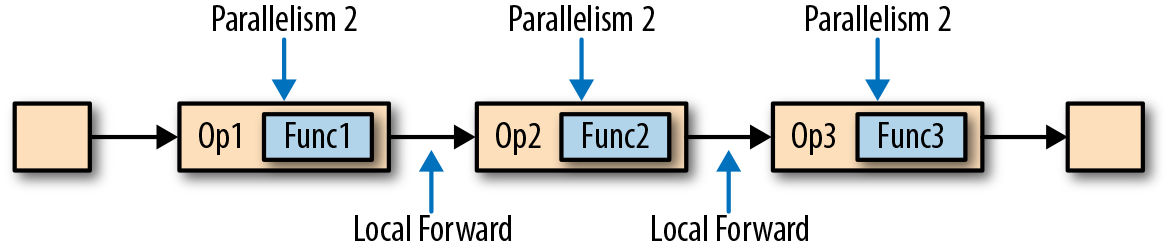 Parallelism 2
Parallelism 2
Parallelism 2
Op1
Func1
Op2
Func2
Op3
Func3
Local Forward
Local Forward